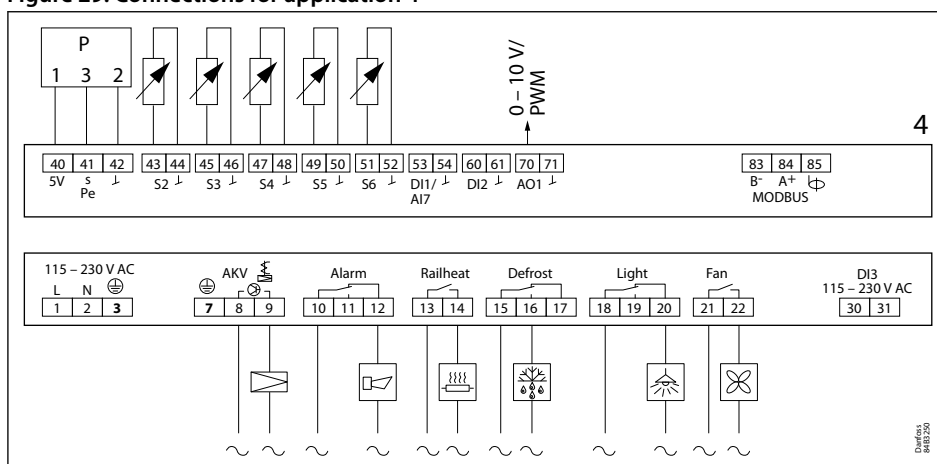 Figure 29: Connections for application 4
P
1 3 2
0 – 10 V/
PWM
4
40 41 42 43 44 45 46 47 48 49 50 51 52 53 54 60 61 70 71 83 84 85
5V s S2 S3 S4 S5 S6 DI1/ DI2 AO1 B- A+
Pe AI7 MODBUS
115 – 230 V AC AKV Alarm Railheat Defrost Light Fan DI3
L N 115 – 230 V AC
1 2 3 7 8 9 10 11 12 13 14 15 16 17 18 19 20 21 22 30 31
Danfoss
84B3250